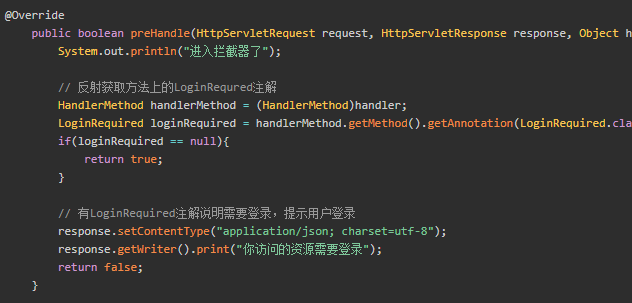 @Override
public boolean preHandle(HttpServletRequest request, HttpServletResponse response, Object h
System.out.println("进入拦截器了");
// 反射获取方法上的LoginRequred注解
HandlerMethod handlerMethod = (HandlerMethod)handler;
LoginRequired loginRequired = handlerMethod.getMethod().getAnnotation(LoginRequired.cla
if(loginRequired == null){
return true;
}
// 有LoginRequired注解说明需要登录，提示用户登录
response.setContentType("application/json; charset=utf-8");
response.getWriter().print("你访问的资源需要登录");
return false;
}